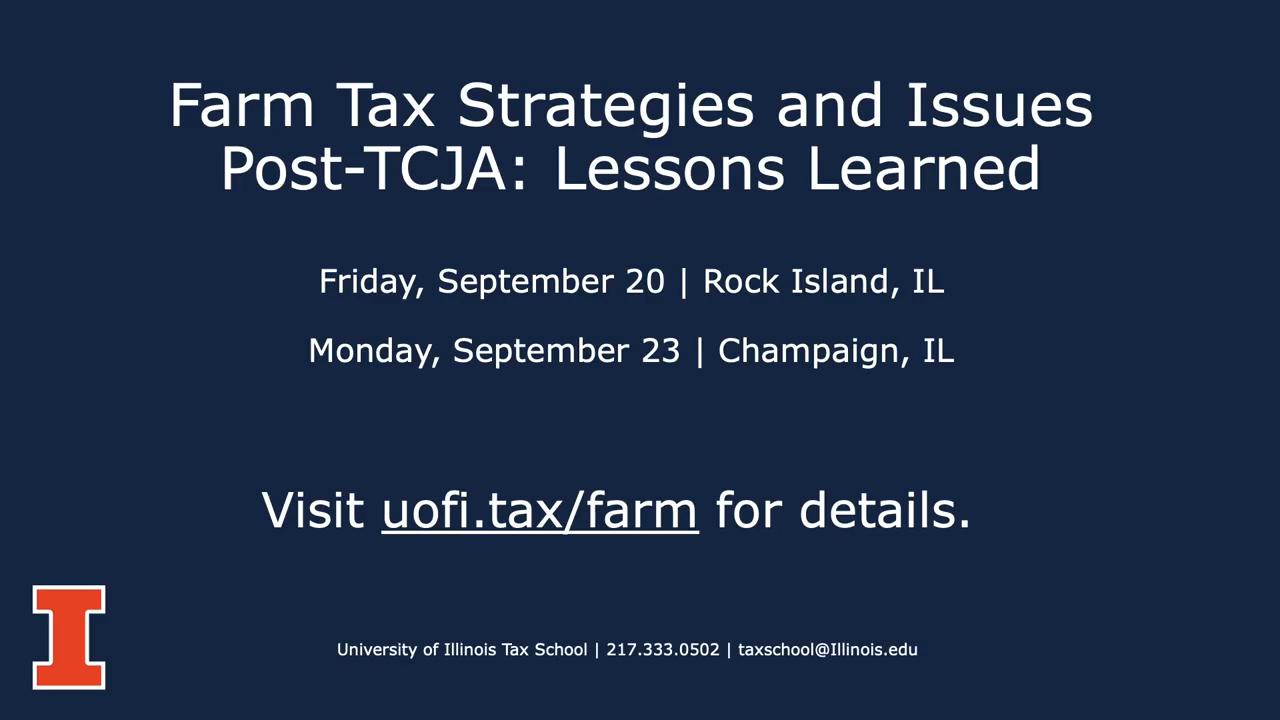 Farm Tax Strategies and Issues
Post-TCJA: Lessons Learned
Friday, September 20 | Rock Island, IL
Monday, September 23 | Champaign, IL
Visit uofi.tax/farm for details.
University of Illinois Tax School | 217.333.0502 | taxschool@Illinois.edu